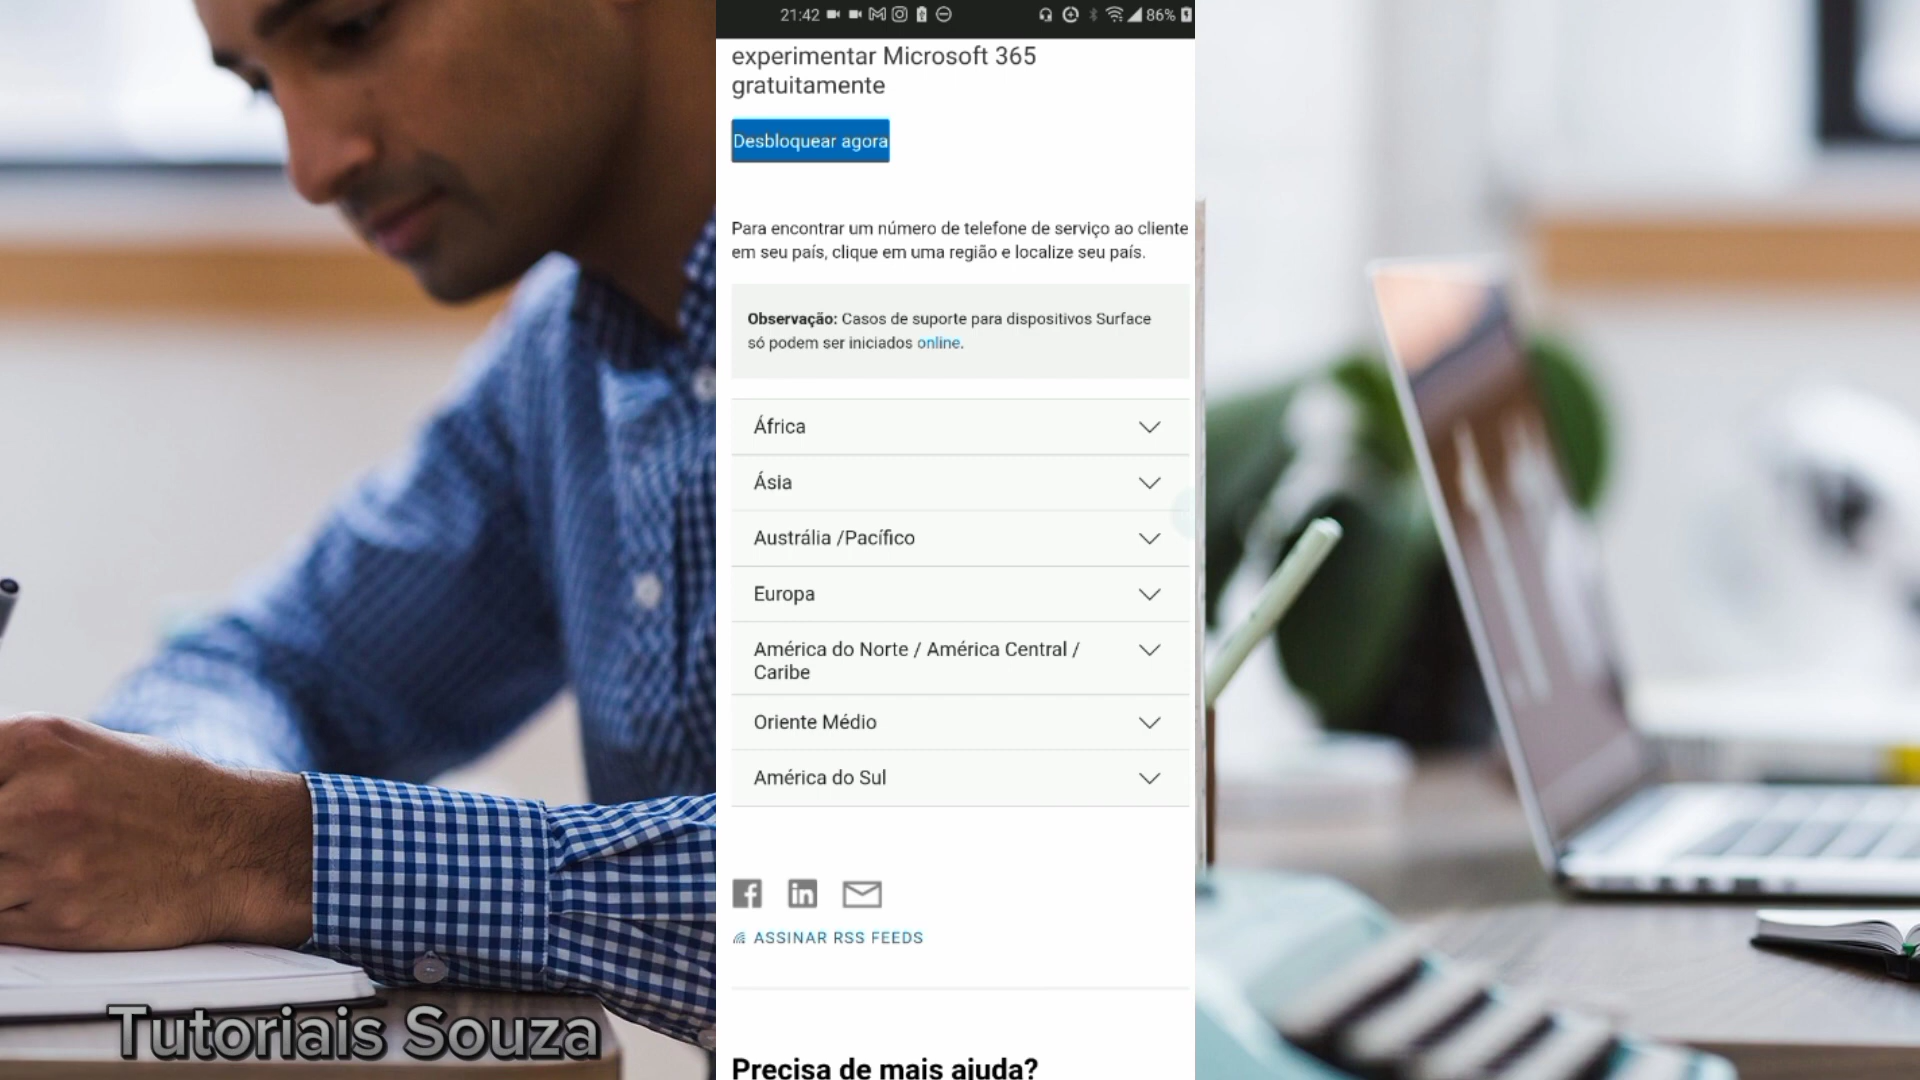 21:42
86%
experimentar Microsoft 365
gratuitamente
Desbloquear agora
Para encontrar um número de telefone de serviço ao cliente
em seu país, clique em uma região e localize seu país.
Observação: Casos de suporte para dispositivos Surface
só podem ser iniciados online.
África
Ásia
Austrália /Pacífico
Europa
América do Norte / América Central /
Caribe
Oriente Médio
América do Sul
ASSINAR RSS FEEDS
Precisa de mais ajuda?
Tutoriais Souza